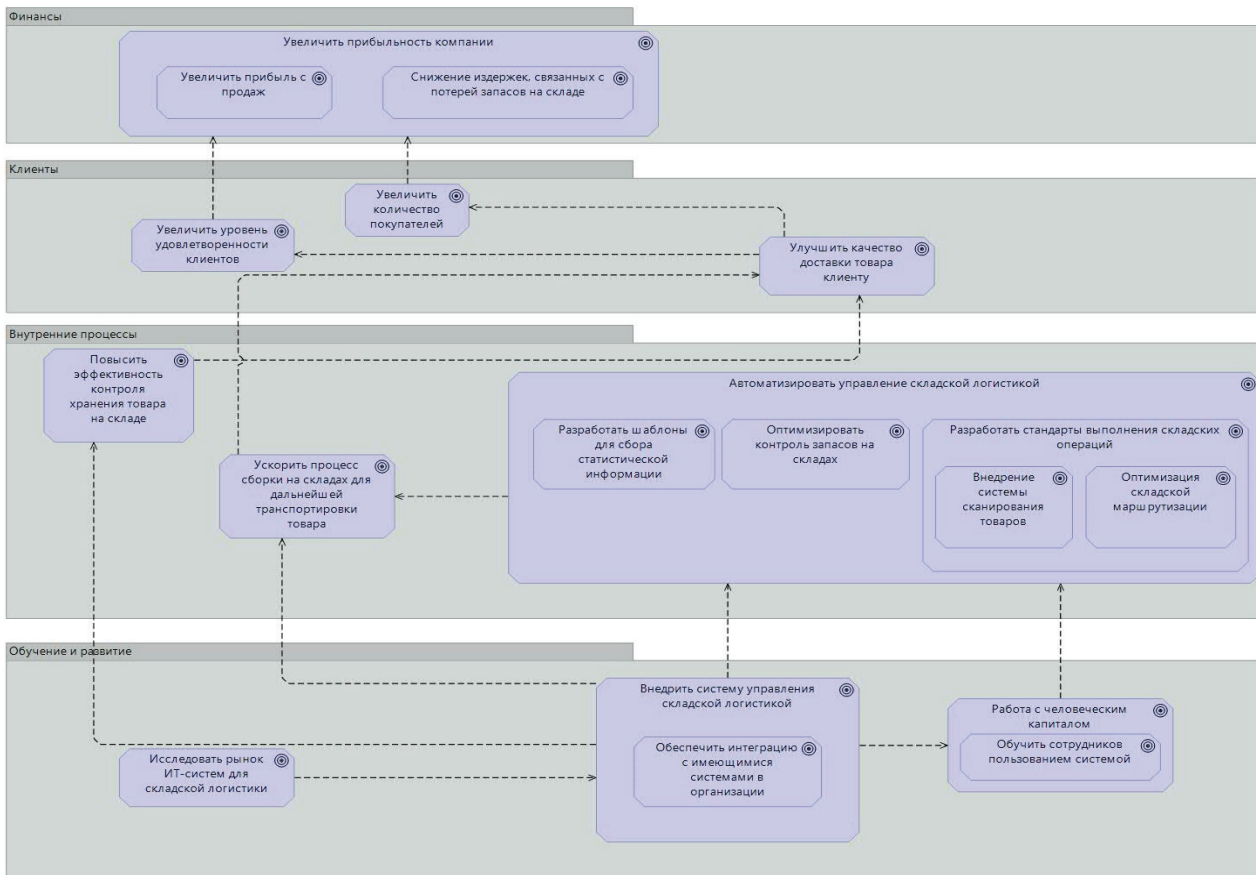 Финансы
Увеличить прибыльность компании
Увеличить прибыль с
продаж
Снижение издержек, связанных с
потерей запасов на складе
Клиенты
Увеличить
количество
покупателей
Увеличить уровень
удовлетворенности
клиентов
Улучшить качество
доставки товара
клиенту
Внутренние процессы
Повысить
эффективность
контроля
хранения товара
на складе
Автоматизировать управление складской логистикой
Разработать шаблоны
для сбора
статистической
информации
Оптимизировать
контроль запасов на
складах
Разработать стандарты выполнения складских
операций
Внедрение
системы
сканирования
товаров
Оптимизация
складской
маршрутизации
Ускорить процесс
сборки на складах для
дальнейшей
транспортировки
товара
Обучение и развитие
Внедрить систему управления
складской логистикой
Обеспечить интеграцию
с имеющимися
системами в
организации
Работа с человеческим
капиталом
Обучить сотрудников
пользованием системой
Исследовать рынок
ИТ-систем для
складской логистики